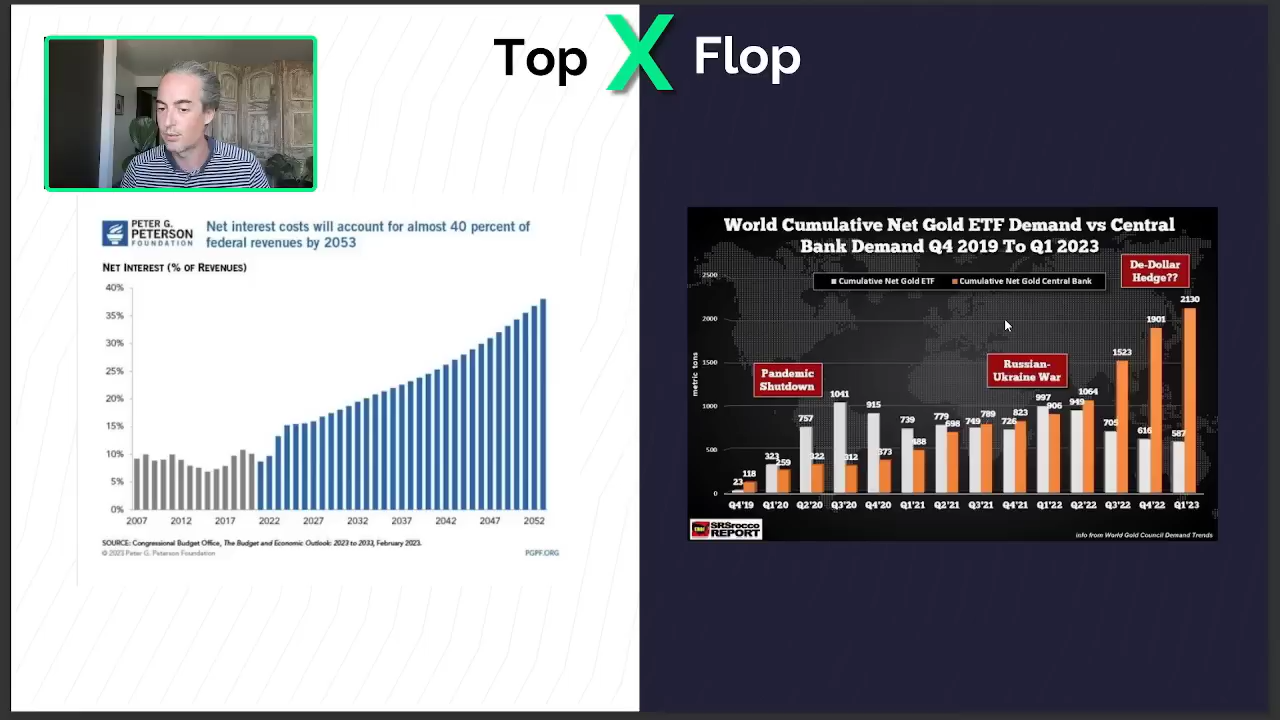 Top X Flop
PETER G.
PETERSON
FOUNDATION
Net interest costs will account for almost 40 percent of
federal revenues by 2053
NET INTEREST (% OF REVENUES)
40%
35%
30%
25%
20%
15%
10%
5%
0%
2007 2012 2017 2022 2027 2032 2037 2042 2047 2052
SOURCE: Congressional Budget Office, The Budget and Economic Outlook: 2023 to 2033, February 2023.
© 2023 Peter G. Peterson Foundation PGPF.ORG
World Cumulative Net Gold ETF Demand vs Central
Bank Demand Q4 2019 To Q1 2023
De-Dollar
Hedge??
Cumulative Net Gold ETF Cumulative Net Gold Central Bank
Pandemic
Shutdown
Russian-
Ukraine War
metric tons
2500
2000
1500
1000
500
0
23 118 323 259 757 322 1041 312 915 373 739 488 779 698 749 789 726 823 997 906 949 1064 705 1523 616 1901 587 2130
Q4'19 Q1'20 Q2'20 Q3'20 Q4'20 Q1'21 Q2'21 Q3'21 Q4'21 Q1'22 Q2'22 Q3'22 Q4'22 Q1'23
SRSrocco
REPORT
info from World Gold Council Demand Trends